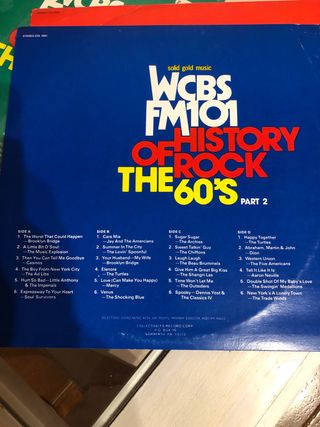 solid gold music
WCBS
FM101
HISTORY
OF ROCK
THE 60'S
PART 2
SIDE A
1. The Worst That Could Happen
—Brooklyn Bridge
2. A Little Bit O' Soul
—The Music Explosion
3. Then You Can Tell Me Goodbye
—Casinos
4. The Boy From New York City
—The Ad Libs
5. Hurt So Bad—Little Anthony
& The Imperials
6. Expressway To Your Heart
—Soul Survivors
SIDE B
1. Cara Mia
—Jay And The Americans
2. Summer In The City
—The Lovin' Spoonful
3. Your Husband—My Wife
—Brooklyn Bridge
4. Elenore
—The Turtles
5. Love (Can Make You Happy)
—Mercy
6. Venus
—The Shocking Blue
SIDE C
1. Sugar Sugar
—The Archies
2. Sweet Talkin' Guy
—The Chiffons
3. Laugh Laugh
—The Beau Brummels
4. Give Him A Great Big Kiss
—The Shangri-Las
5. Time Won't Let Me
—The Outsiders
6. Spooky—Dennis Yost &
The Classics IV
SIDE D
1. Happy Together
—The Turtles
2. Abraham, Martin & John
—Dion
3. Western Union
—The Five Americans
4. Tell It Like It Is
—Aaron Neville
5. Double Shot Of My Baby's Love
—The Swingin' Medallions
6. New York's A Lonely Town
—The Trade Winds
COLLECTABLES RECORD CORP.
P.O. BOX
NARBERTH, PA.